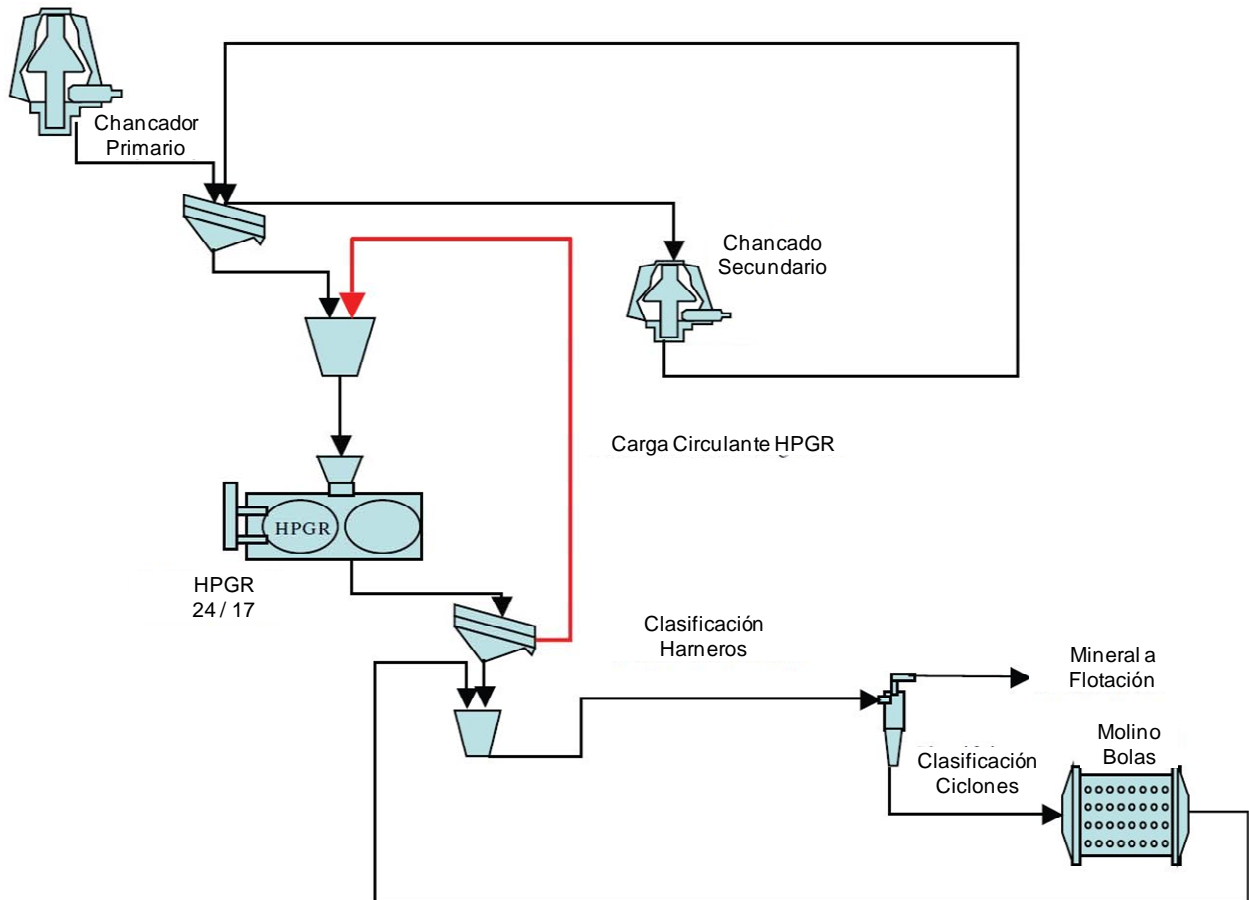 Chancador
Primario
Chancado
Secundario
Carga Circulante HPGR
HPGR
HPGR
24 / 17
Clasificación
Harneros
Mineral a
Flotación
Molino
Bolas
Clasificación
Ciclones